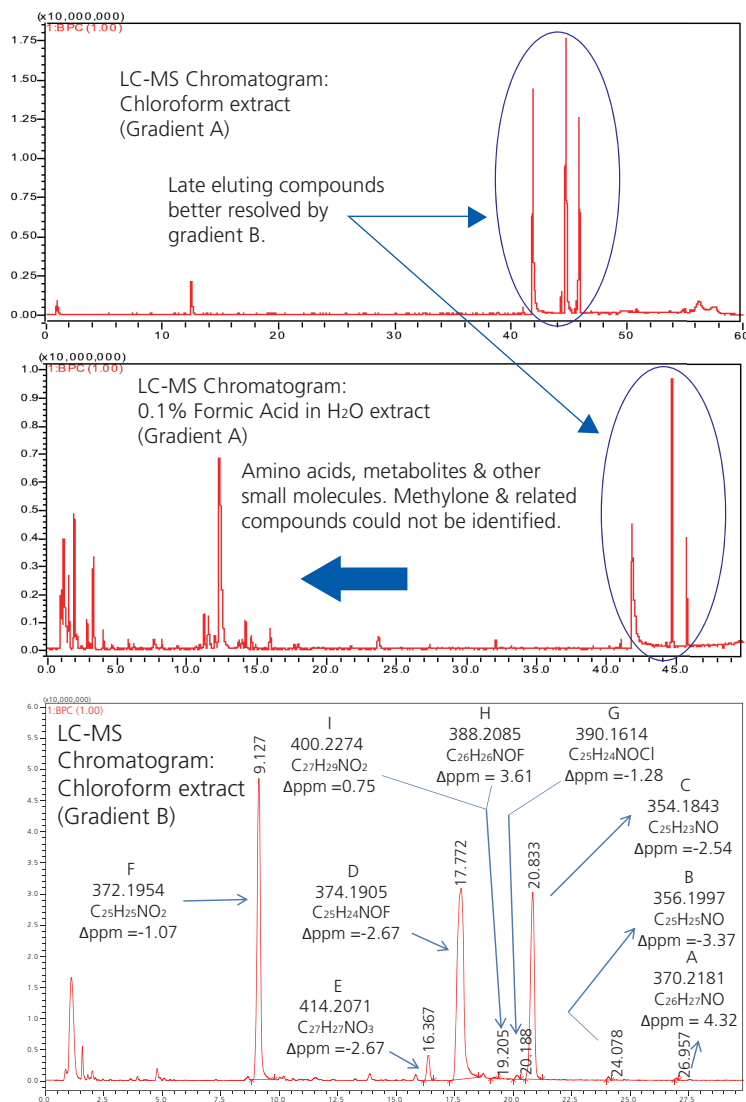 (x10,000,000)
1:BPC (1.00)
LC-MS Chromatogram:
Chloroform extract
(Gradient A)
Late eluting compounds
better resolved by
gradient B.
1.75
1.50
1.25
1.00
0.75
0.50
0.25
0.00
0 10 20 30 40 50 60
(x10,000,000)
1:BPC (1.00)
LC-MS Chromatogram:
0.1% Formic Acid in H2O extract
(Gradient A)
Amino acids, metabolites & other
small molecules. Methylone & related
compounds could not be identified.
1.0
0.9
0.8
0.7
0.6
0.5
0.4
0.3
0.2
0.1
0.0
0.0 5.0 10.0 15.0 20.0 25.0 30.0 35.0 40.0 45.0
(x10,000,000)
1:BPC (1.00)
LC-MS
Chromatogram:
Chloroform extract
(Gradient B)
6.0
5.5
5.0
4.5
4.0
3.5
3.0
2.5
2.0
1.5
1.0
0.5
0.0
F
372.1954
C25H25NO2
Δppm =-1.07
9.127
I
400.2274
C27H29NO2
Δppm =0.75
D
374.1905
C25H24NOF
Δppm =-2.67
E
414.2071
C27H27NO3
Δppm =-2.67
16.367
17.772
H
388.2085
C26H26NOF
Δppm = 3.61
19.205
20.188
20.833
G
390.1614
C25H24NOCl
Δppm =-1.28
C
354.1843
C25H23NO
Δppm =-2.54
B
356.1997
C25H25NO
Δppm =-3.37
A
370.2181
C26H27NO
Δppm = 4.32
24.078
26.957
0.0 2.5 5.0 7.5 10.0 12.5 15.0 17.5 20.0 22.5 25.0 27.5